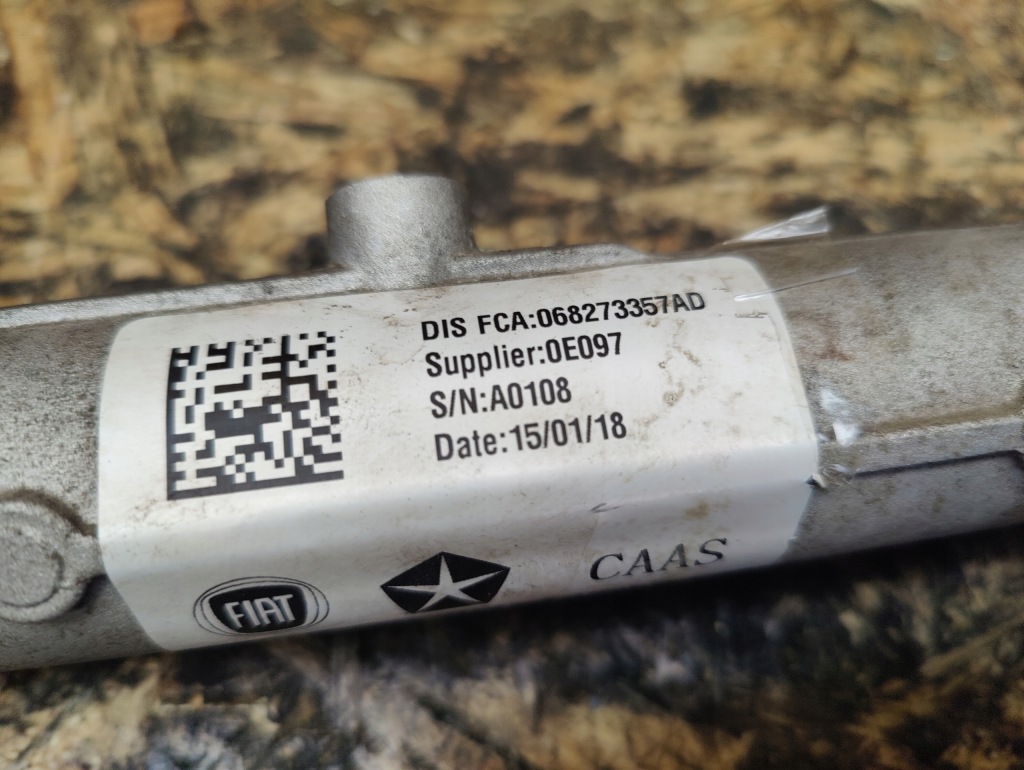 DIS FCA:068273357AD
Supplier:0E097
S/N:A0108
Date:15/01/18
FIAT
CAAS